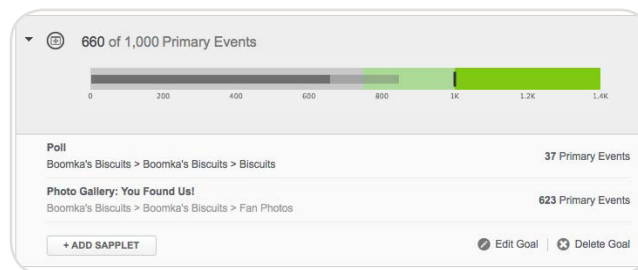 660 of 1,000 Primary Events
0 200 400 600 800 1K 1.2K 1.4K
Poll
Boomka's Biscuits > Boomka's Biscuits > Biscuits
37 Primary Events
Photo Gallery: You Found Us!
Boomka's Biscuits > Boomka's Biscuits > Fan Photos
623 Primary Events
+ ADD SAPPLET
Edit Goal
Delete Goal